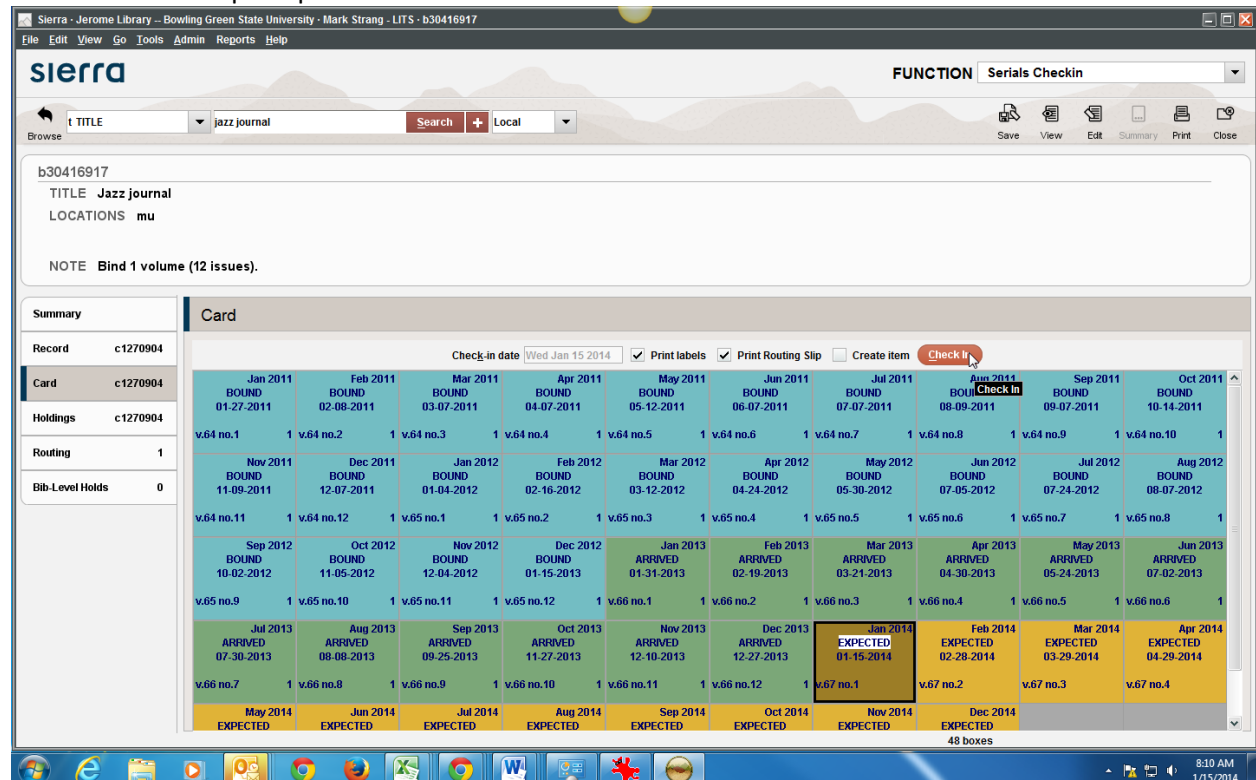 Sierra · Jerome Library -- Bowling Green State University · Mark Strang - LITS · b30416917
File Edit View Go Tools Admin Reports Help
sierra
FUNCTION Serials Checkin
Browse t TITLE jazz journal Search + Local Save View Edit Summary Print Close
b30416917
TITLE Jazz journal
LOCATIONS mu
NOTE Bind 1 volume (12 issues).
Summary
Record c1270904
Card c1270904
Holdings c1270904
Routing 1
Bib-Level Holds 0
Card
Check-in date Wed Jan 15 2014 Print labels Print Routing Slip Create item Check In
Check In
Jan 2011 Feb 2011 Mar 2011 Apr 2011 May 2011 Jun 2011 Jul 2011 Aug 2011 Sep 2011 Oct 2011
BOUND BOUND BOUND BOUND BOUND BOUND BOUND BOU BOUND BOUND
01-27-2011 02-08-2011 03-07-2011 04-07-2011 05-12-2011 06-07-2011 07-07-2011 08-09-2011 09-07-2011 10-14-2011
v.64 no.1 1 v.64 no.2 1 v.64 no.3 1 v.64 no.4 1 v.64 no.5 1 v.64 no.6 1 v.64 no.7 1 v.64 no.8 1 v.64 no.9 1 v.64 no.10 1
Nov 2011 Dec 2011 Jan 2012 Feb 2012 Mar 2012 Apr 2012 May 2012 Jun 2012 Jul 2012 Aug 2012
BOUND BOUND BOUND BOUND BOUND BOUND BOUND BOUND BOUND BOUND
11-09-2011 12-07-2011 01-04-2012 02-16-2012 03-12-2012 04-24-2012 05-30-2012 07-05-2012 07-24-2012 08-07-2012
v.64 no.11 1 v.64 no.12 1 v.65 no.1 1 v.65 no.2 1 v.65 no.3 1 v.65 no.4 1 v.65 no.5 1 v.65 no.6 1 v.65 no.7 1 v.65 no.8 1
Sep 2012 Oct 2012 Nov 2012 Dec 2012 Jan 2013 Feb 2013 Mar 2013 Apr 2013 May 2013 Jun 2013
BOUND BOUND BOUND BOUND ARRIVED ARRIVED ARRIVED ARRIVED ARRIVED ARRIVED
10-02-2012 11-05-2012 12-04-2012 01-15-2013 01-31-2013 02-19-2013 03-21-2013 04-30-2013 05-24-2013 07-02-2013
v.65 no.9 1 v.65 no.10 1 v.65 no.11 1 v.65 no.12 1 v.66 no.1 1 v.66 no.2 1 v.66 no.3 1 v.66 no.4 1 v.66 no.5 1 v.66 no.6 1
Jul 2013 Aug 2013 Sep 2013 Oct 2013 Nov 2013 Dec 2013 Jan 2014 Feb 2014 Mar 2014 Apr 2014
ARRIVED ARRIVED ARRIVED ARRIVED ARRIVED ARRIVED EXPECTED EXPECTED EXPECTED EXPECTED
07-30-2013 08-08-2013 09-25-2013 11-27-2013 12-10-2013 12-27-2013 01-15-2014 02-28-2014 03-29-2014 04-29-2014
v.66 no.7 1 v.66 no.8 1 v.66 no.9 1 v.66 no.10 1 v.66 no.11 1 v.66 no.12 1 v.67 no.1 v.67 no.2 v.67 no.3 v.67 no.4
May 2014 Jun 2014 Jul 2014 Aug 2014 Sep 2014 Oct 2014 Nov 2014 Dec 2014
EXPECTED EXPECTED EXPECTED EXPECTED EXPECTED EXPECTED EXPECTED EXPECTED
48 boxes
8:10 AM
1/15/2014